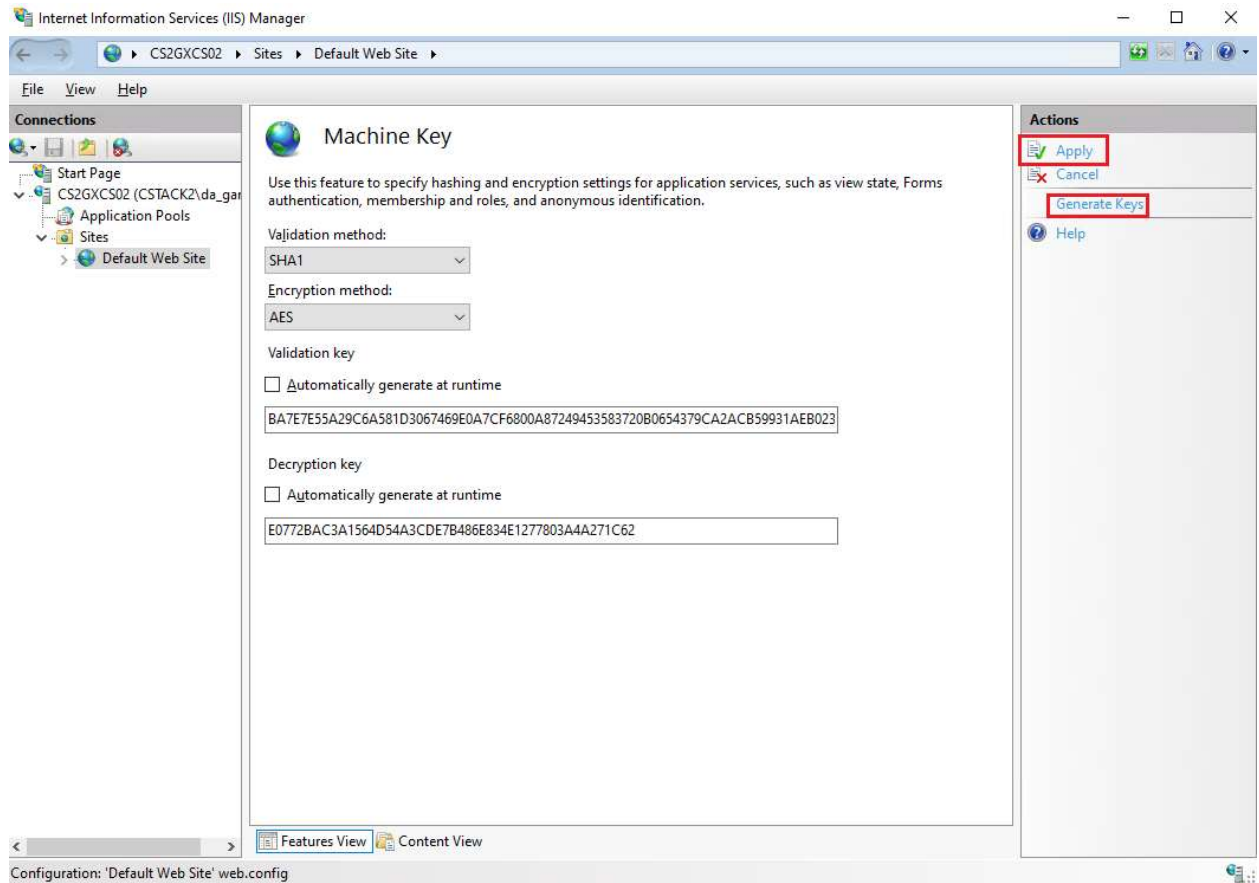 Internet Information Services (IIS) Manager
CS2GXCS02 Sites Default Web Site
File View Help
Connections
Start Page
CS2GXCS02 (CSTACK2\da_gar
Application Pools
Sites
Default Web Site
Machine Key
Use this feature to specify hashing and encryption settings for application services, such as view state, Forms
authentication, membership and roles, and anonymous identification.
Validation method:
SHA1
Encryption method:
AES
Validation key
Automatically generate at runtime
BA7E7E55A29C6A581D3067469E0A7CF6800A87249453583720B0654379CA2ACB59931AEB023
Decryption key
Automatically generate at runtime
E0772BAC3A1564D54A3CDE7B486E834E1277803A4A271C62
Features View Content View
Actions
Apply
Cancel
Generate Keys
Help
Configuration: 'Default Web Site' web.config